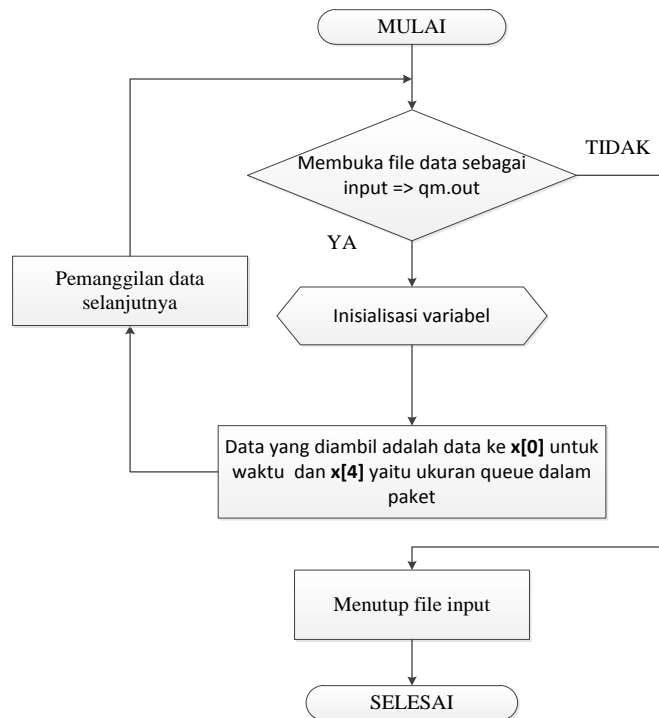 MULAI
Membuka file data sebagai
input => qm.out
TIDAK
YA
Pemanggilan data
selanjutnya
Inisialisasi variabel
Data yang diambil adalah data ke x[0] untuk
waktu dan x[4] yaitu ukuran queue dalam
paket
Menutup file input
SELESAI